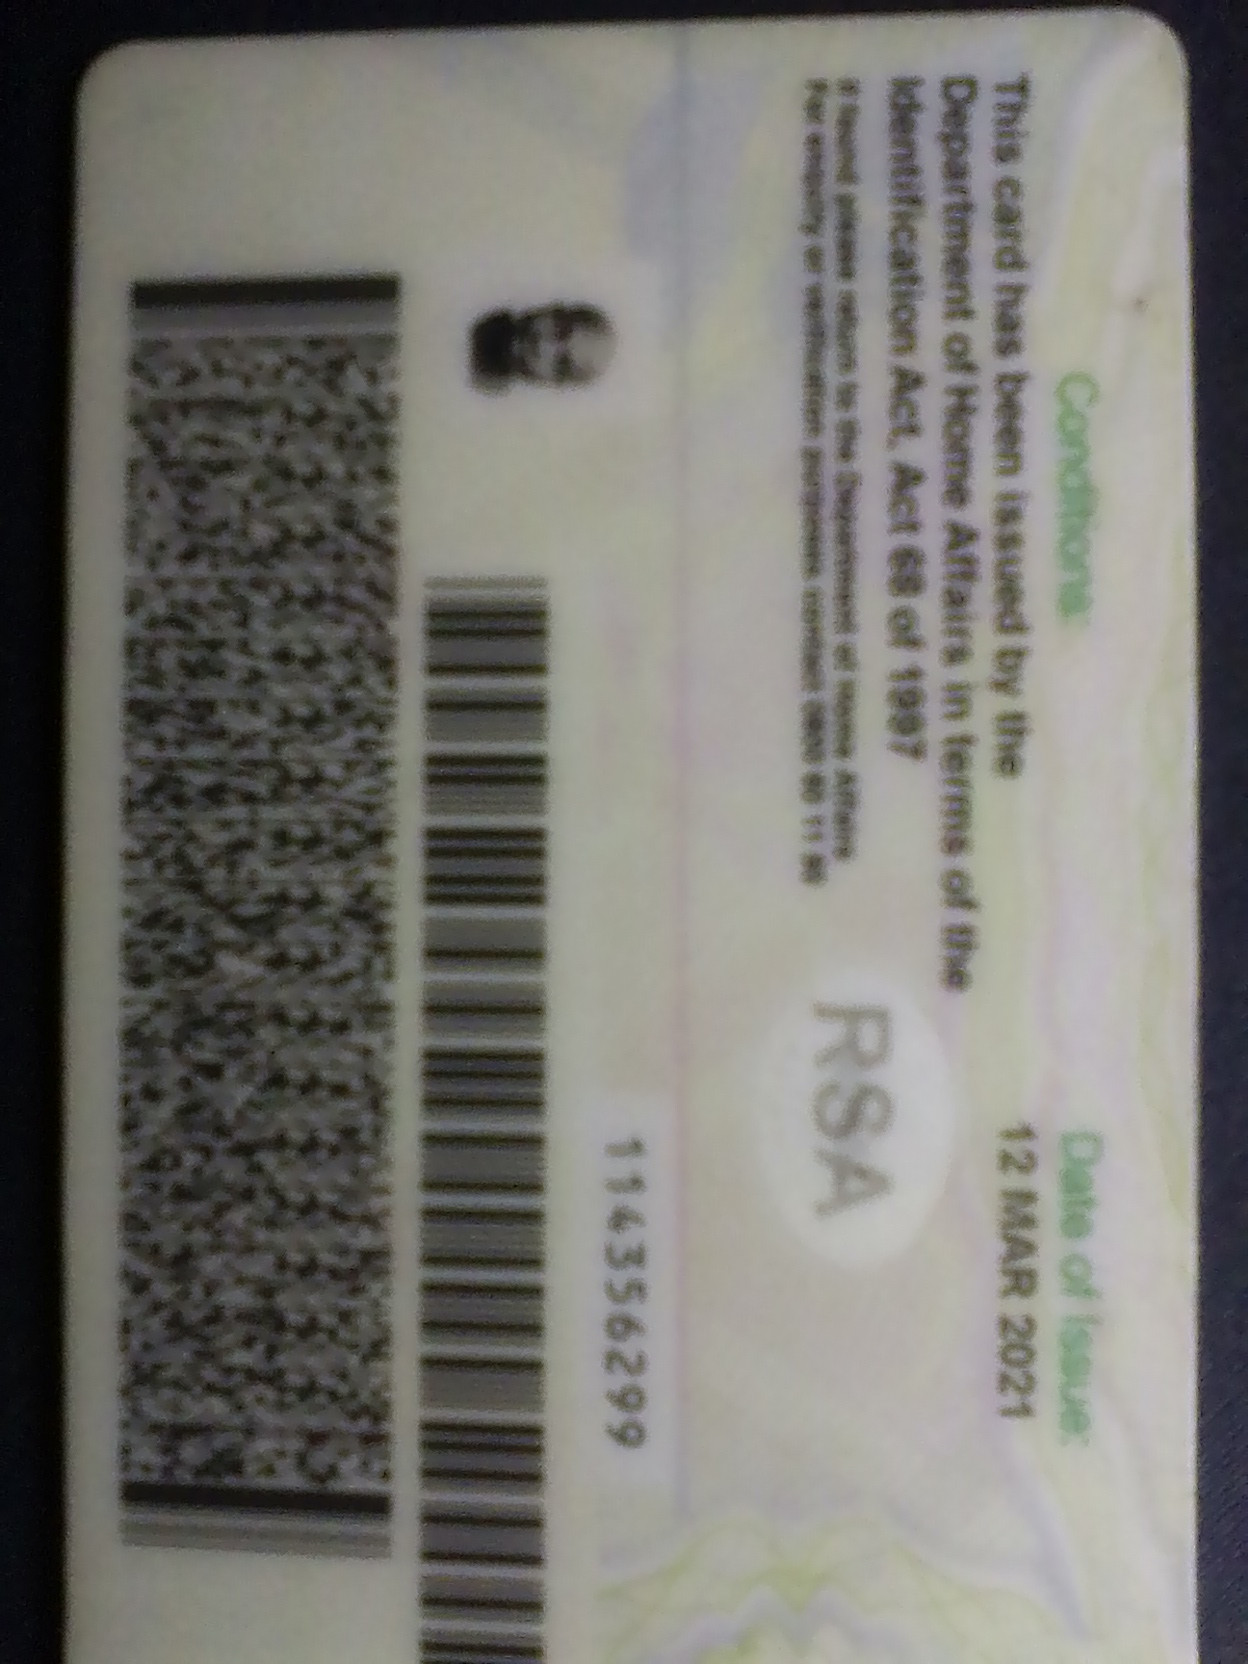 Conditions:
This card has been issued by the
Department of Home Affairs in terms of the
Identification Act, Act 68 of 1997
If found please return to the Department of Home Affairs
For enquiry or verification purposes contact 0800 60 11 90
Date of Issue:
12 MAR 2021
RSA
114356299